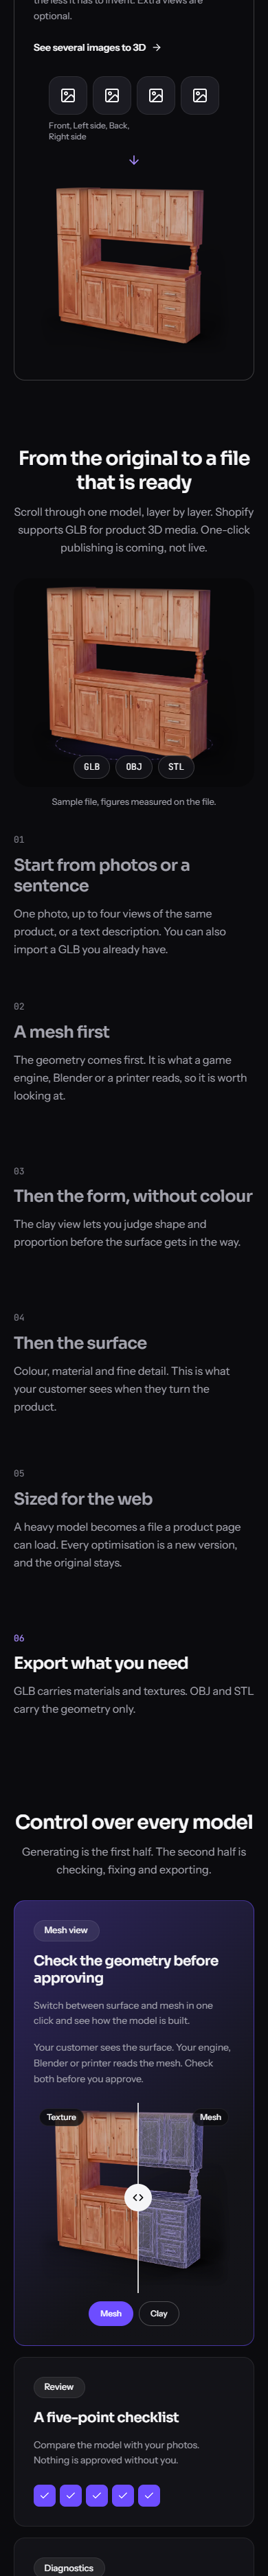 optional.
See several images to 3D
Front, Left side, Back,
Right side
From the original to a file
that is ready
Scroll through one model, layer by layer. Shopify
supports GLB for product 3D media. One-click
publishing is coming, not live.
GLB OBJ STL
Sample file, figures measured on the file.
01
Start from photos or a
sentence
One photo, up to four views of the same
product, or a text description. You can also
import a GLB you already have.
02
A mesh first
The geometry comes first. It is what a game
engine, Blender or a printer reads, so it is worth
looking at.
03
Then the form, without colour
The clay view lets you judge shape and
proportion before the surface gets in the way.
04
Then the surface
Colour, material and fine detail. This is what
your customer sees when they turn the
product.
05
Sized for the web
A heavy model becomes a file a product page
can load. Every optimisation is a new version,
and the original stays.
06
Export what you need
GLB carries materials and textures. OBJ and STL
carry the geometry only.
Control over every model
Generating is the first half. The second half is
checking, fixing and exporting.
Mesh view
Check the geometry before
approving
Switch between surface and mesh in one
click and see how the model is built.
Your customer sees the surface. Your engine,
Blender or printer reads the mesh. Check
both before you approve.
Texture Mesh
Mesh Clay
Review
A five-point checklist
Compare the model with your photos.
Nothing is approved without you.
Diagnostics